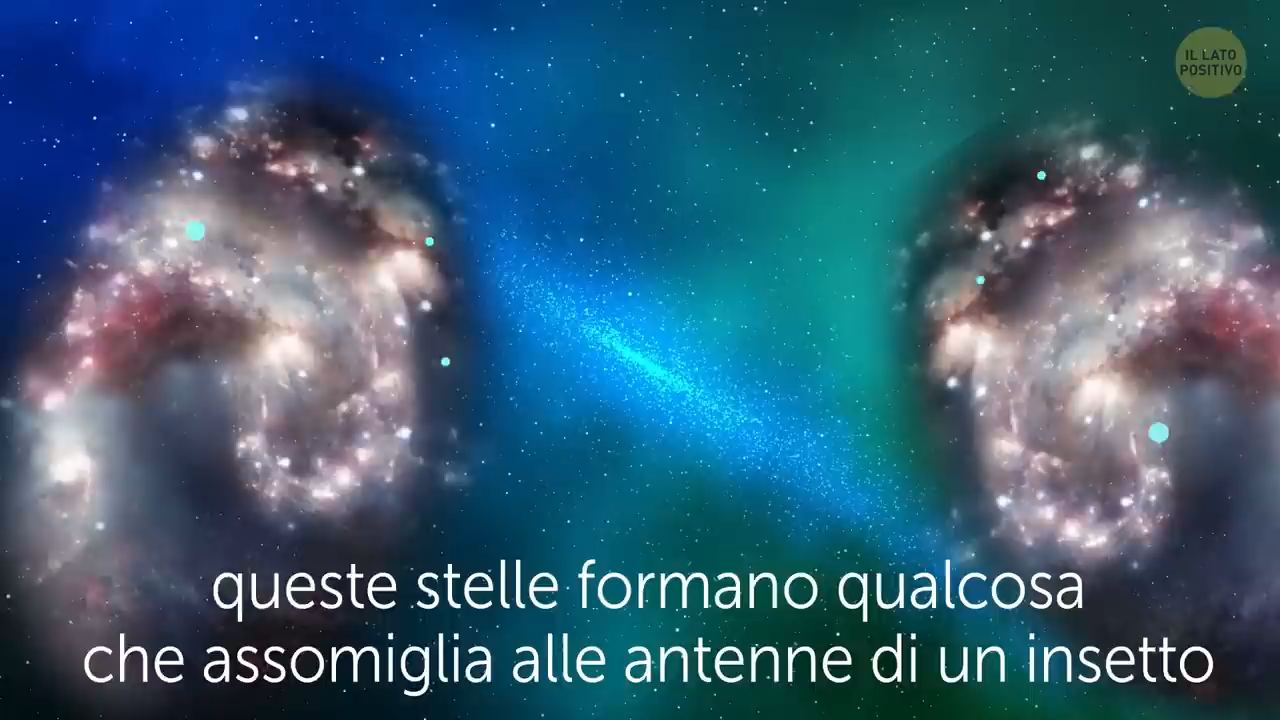 IL LATO
POSITIVO
queste stelle formano qualcosa
che assomiglia alle antenne di un insetto